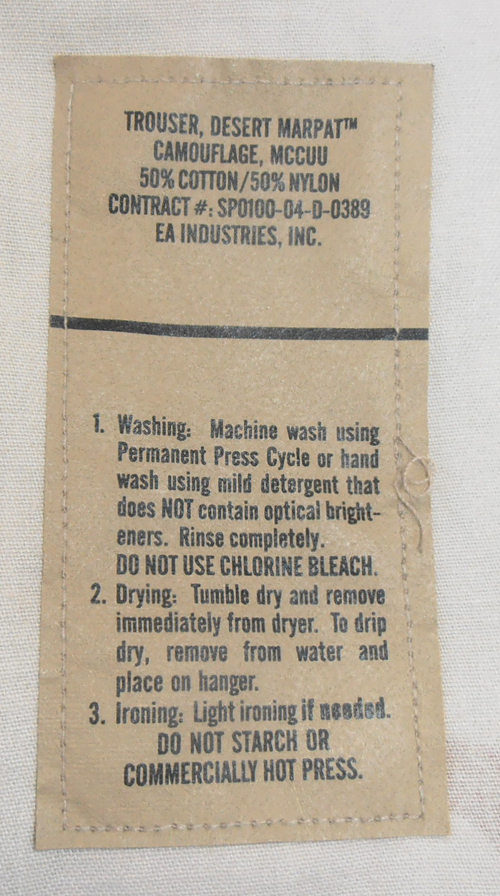 TROUSER, DESERT MARPAT™
CAMOUFLAGE, MCCUU
50% COTTON/50% NYLON
CONTRACT #: SPO100-04-D-0389
EA INDUSTRIES, INC.
1. Washing: Machine wash using
Permanent Press Cycle or hand
wash using mild detergent that
does NOT contain optical bright-
eners. Rinse completely.
DO NOT USE CHLORINE BLEACH.
2. Drying: Tumble dry and remove
immediately from dryer. To drip
dry, remove from water and
place on hanger.
3. Ironing: Light ironing if needed.
DO NOT STARCH OR
COMMERCIALLY HOT PRESS.